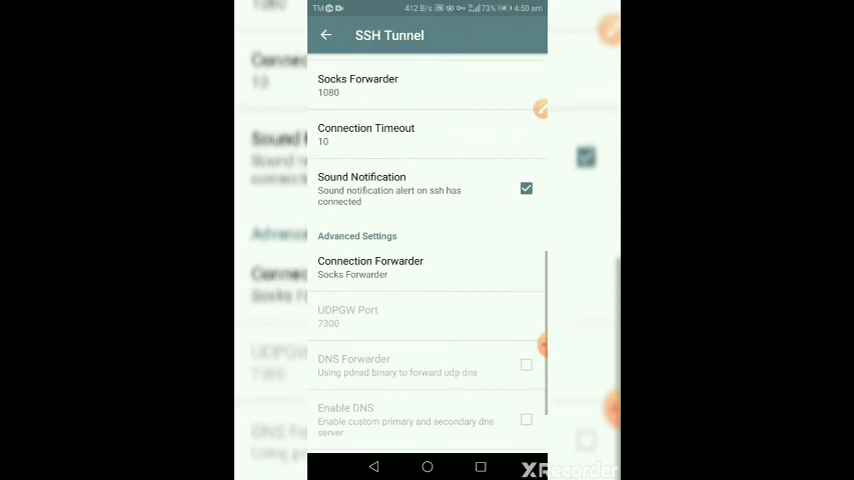 TM 412 B/s 73% 4:50 am
SSH Tunnel
Socks Forwarder
1080
Connection Timeout
10
Sound Notification
Sound notification alert on ssh has
connected
Advanced Settings
Connection Forwarder
Socks Forwarder
UDPGW Port
7300
DNS Forwarder
Using pdnsd binary to forward udp dns
Enable DNS
Enable custom primary and secondary dns
server
XRecorder